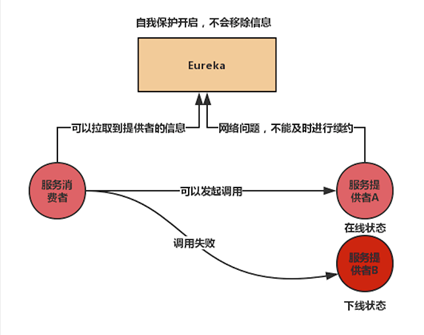 自我保护开启，不会移除信息
Eureka
可以拉取到提供者的信息
网络问题，不能及时进行续约
服务消
费者
可以发起调用
服务提
供者A
在线状态
调用失败
服务提
供者B
下线状态